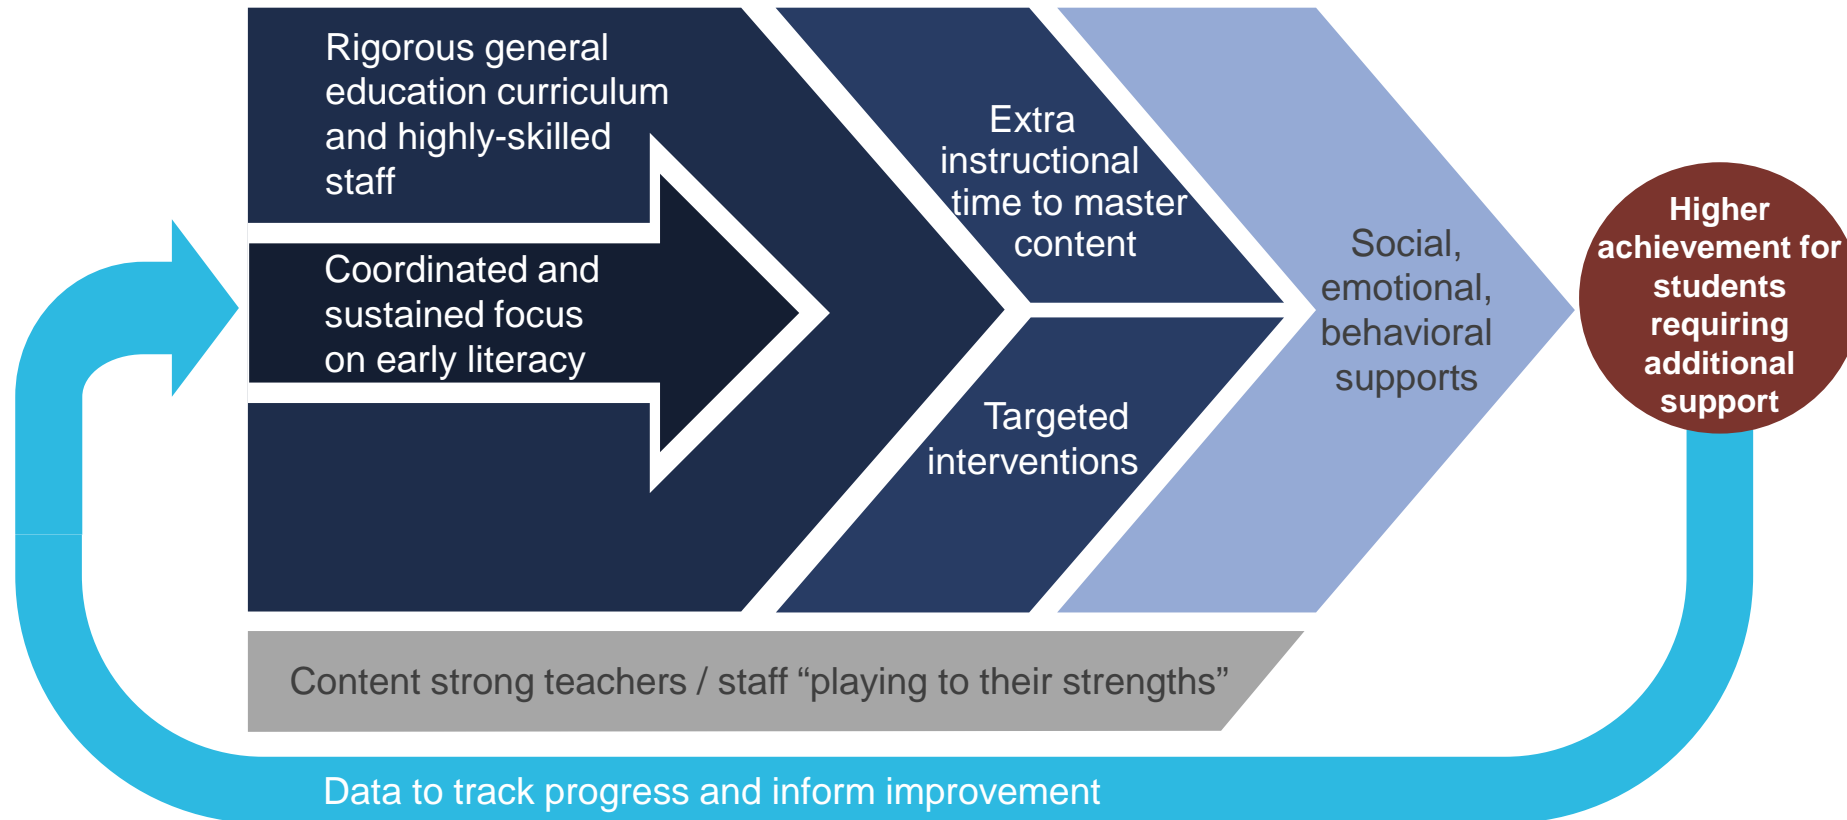 Rigorous general
education curriculum
and highly-skilled
staff
Coordinated and
sustained focus
on early literacy
Extra
instructional
time to master
content
Targeted
interventions
Social,
emotional,
behavioral
supports
Higher
achievement for
students
requiring
additional
support
Content strong teachers / staff “playing to their strengths”
Data to track progress and inform improvement